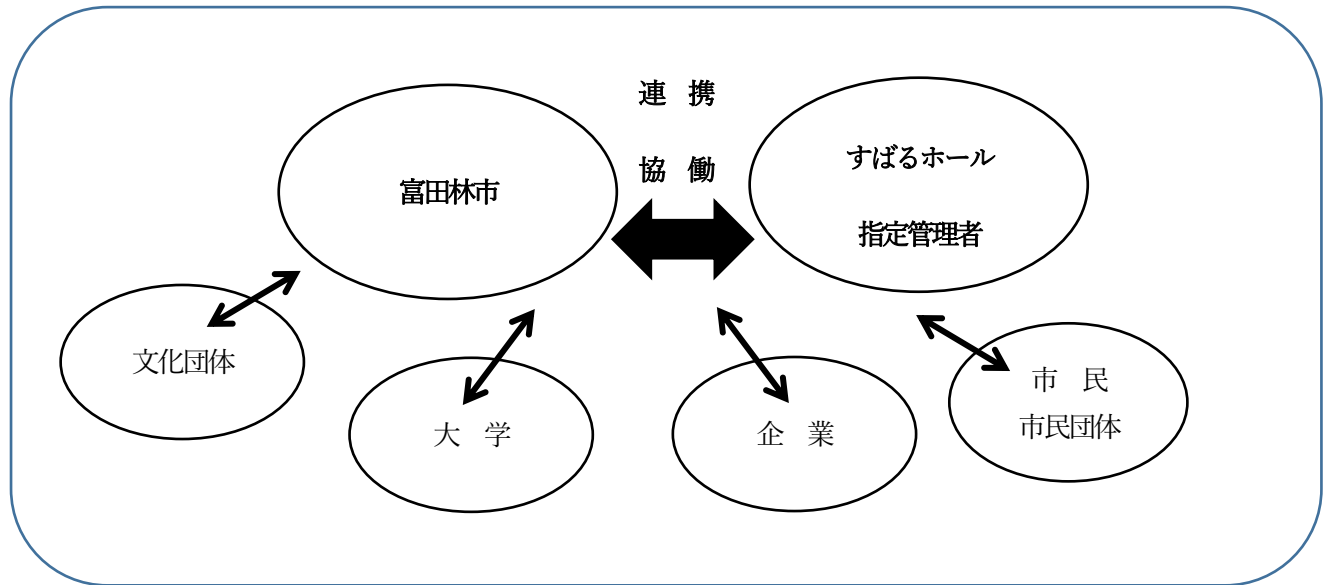 連 携
協 働
富田林市
すばるホール
指定管理者
文化団体
大 学
企 業
市 民
市民団体